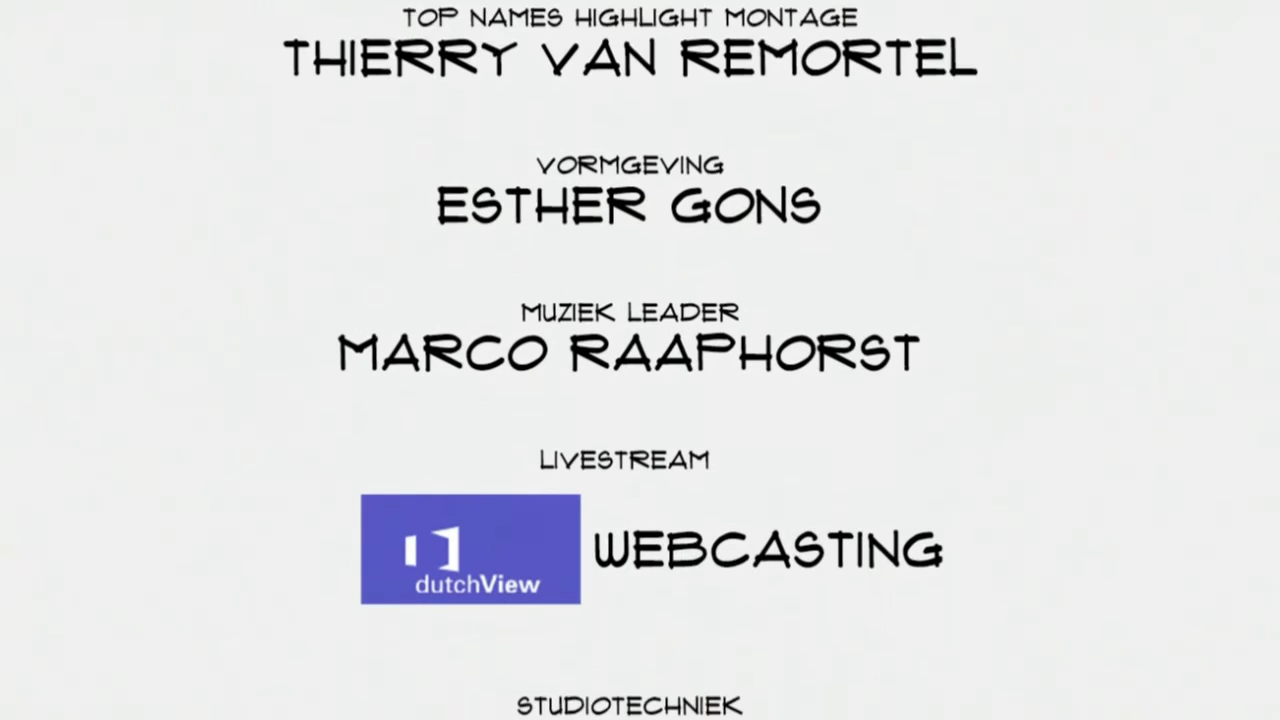 TOP NAMES HIGHLIGHT MONTAGE
THIERRY VAN REMORTEL
VORMGEVING
ESTHER GONS
MUZIEK LEADER
MARCO RAAPHORST
LIVESTREAM
dutchView WEBCASTING
STUDIOTECHNIEK